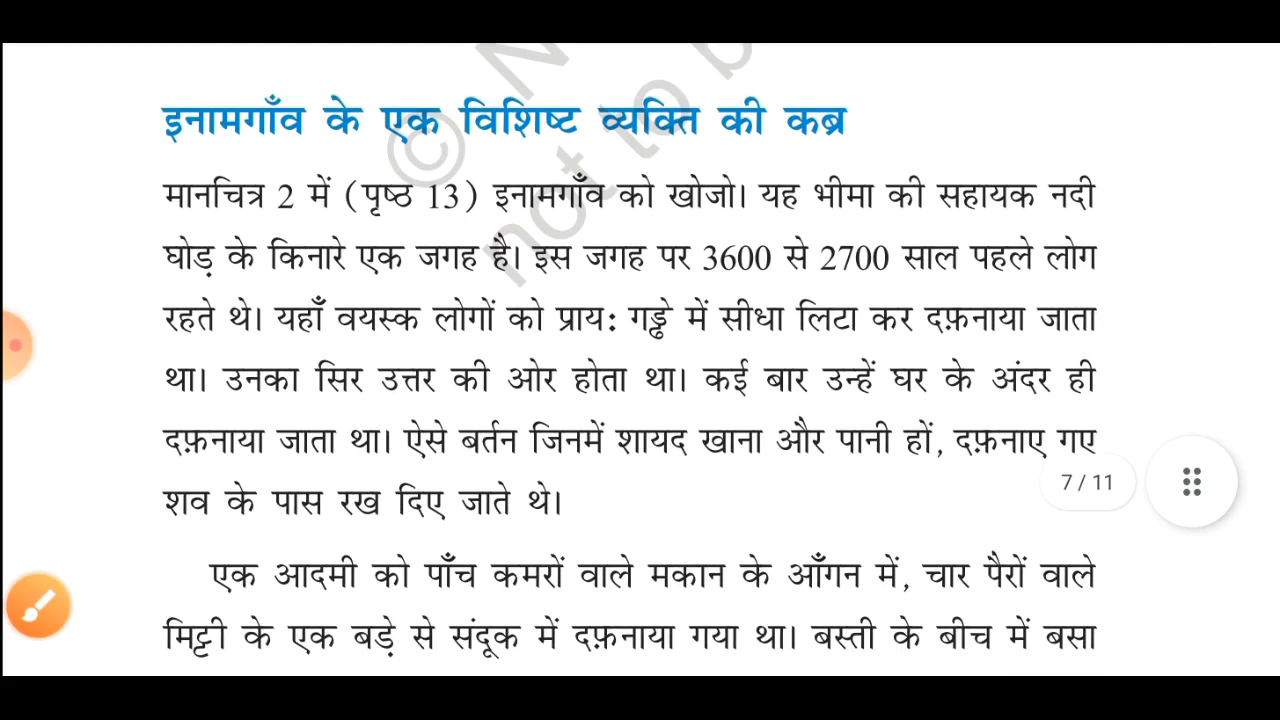 इनामगाँव के एक विशिष्ट व्यक्ति की कब्र
मानचित्र 2 में (पृष्ठ 13) इनामगाँव को खोजो। यह भीमा की सहायक नदी
घोड़ के किनारे एक जगह है। इस जगह पर 3600 से 2700 साल पहले लोग
रहते थे। यहाँ वयस्क लोगों को प्राय: गड्ढे में सीधा लिटा कर दफ़नाया जाता
था। उनका सिर उत्तर की ओर होता था। कई बार उन्हें घर के अंदर ही
दफ़नाया जाता था। ऐसे बर्तन जिनमें शायद खाना और पानी हों, दफ़नाए गए
शव के पास रख दिए जाते थे।
एक आदमी को पाँच कमरों वाले मकान के आँगन में, चार पैरों वाले
मिट्टी के एक बड़े से संदूक में दफ़नाया गया था। बस्ती के बीच में बसा
7 / 11
© N
not to b